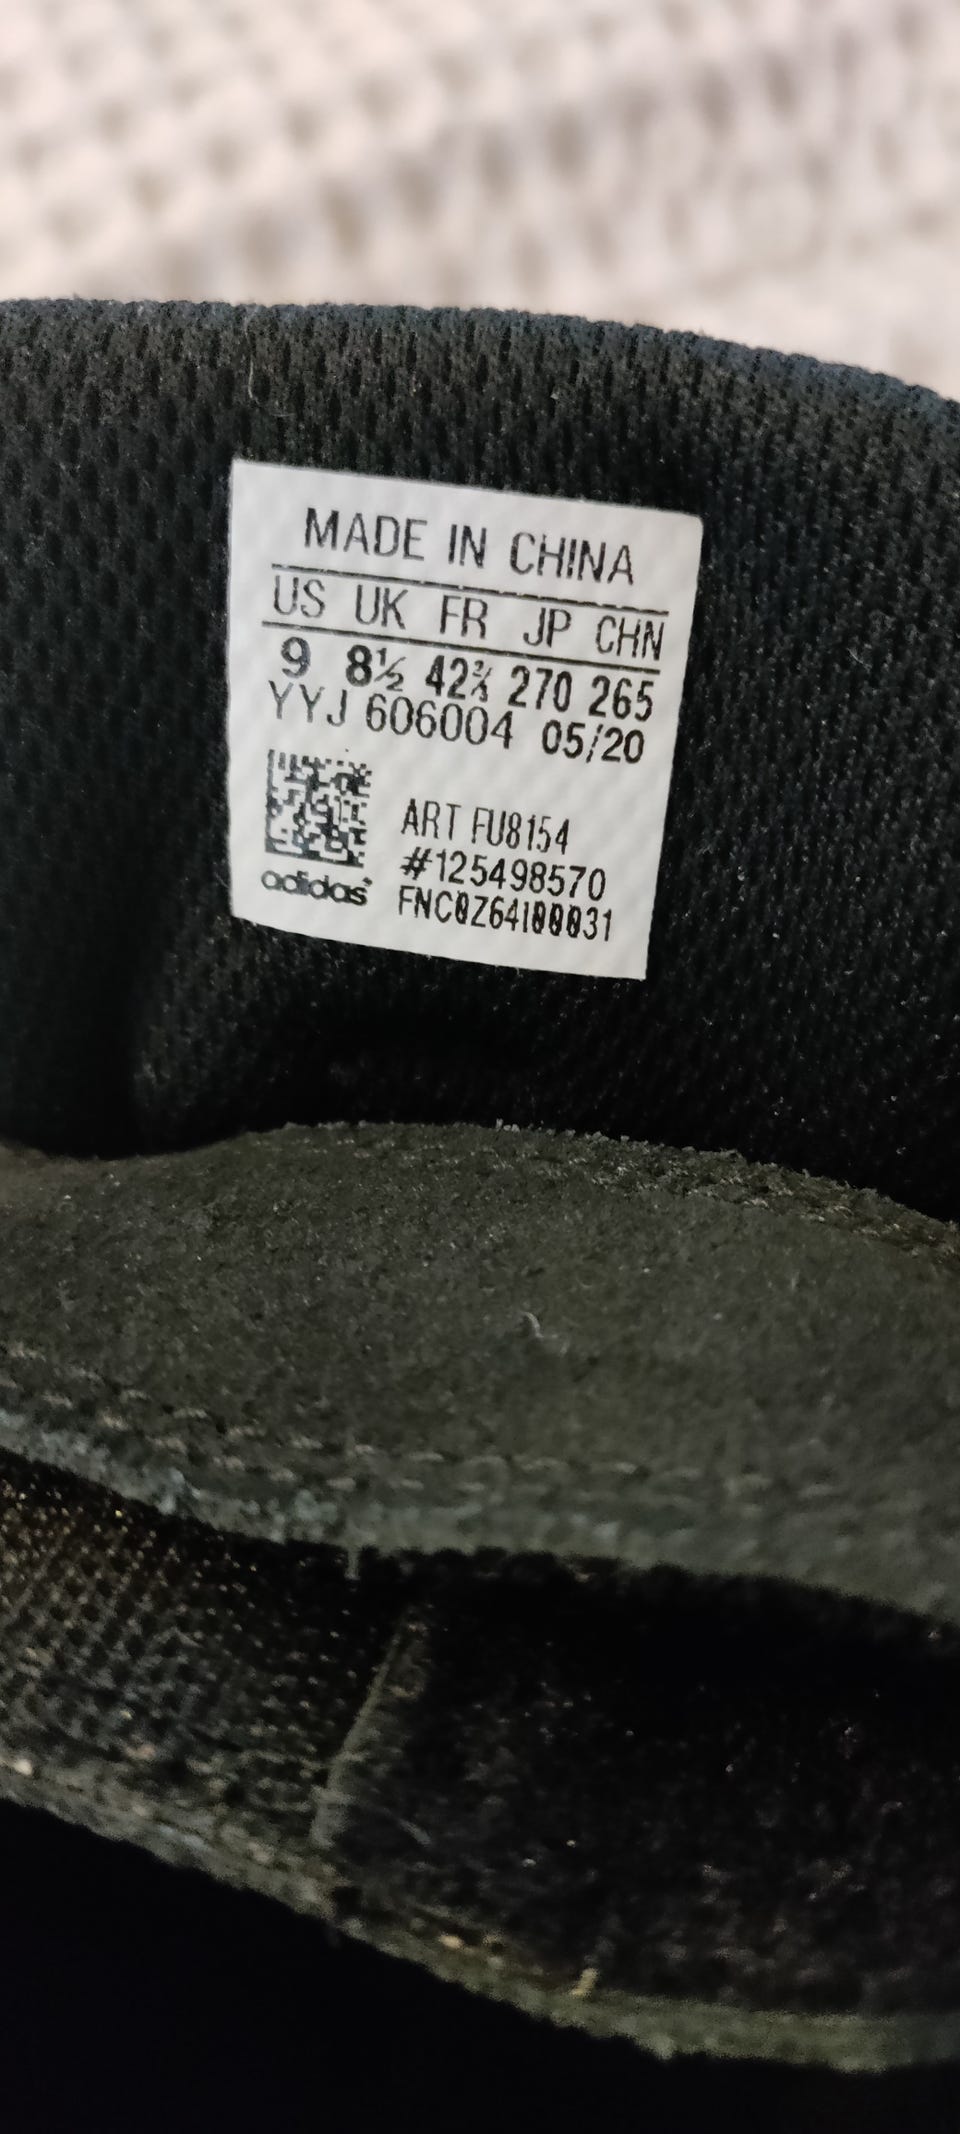 MADE IN CHINA
US UK FR JP CHN
9 8½ 42⅔ 270 265
YYJ 606004 05/20
ART FU8154
#125498570
adidas
FNC0Z64I00031